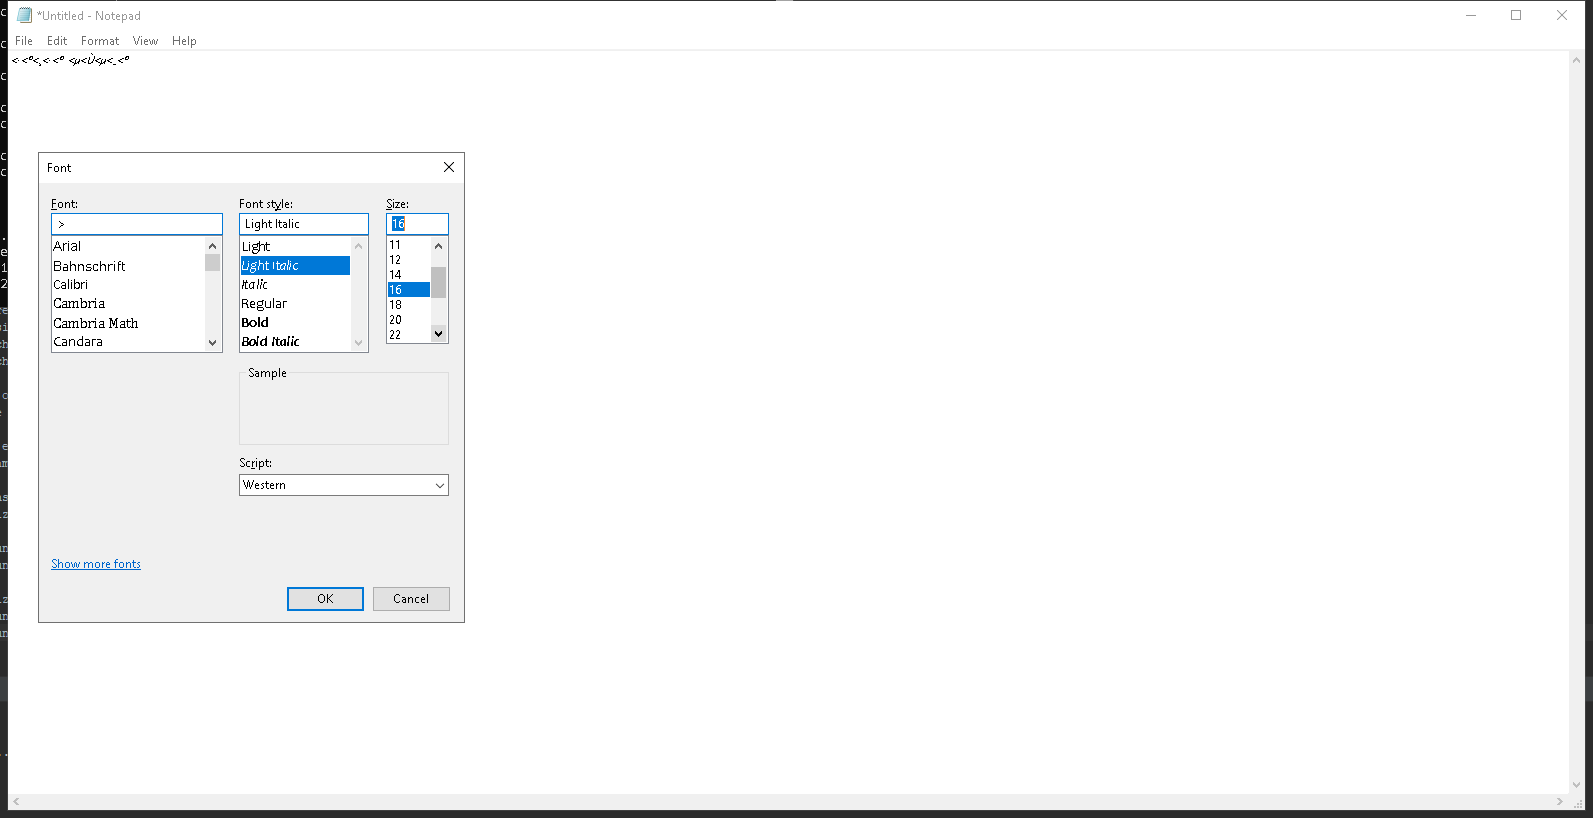 *Untitled - Notepad
File Edit Format View Help
Font
Font: Font style: Size:
> Light Italic 16
Arial Light 11
Bahnschrift Light Italic 12
Calibri Italic 14
Cambria Regular 16
Cambria Math Bold 18
Candara Bold Italic 20
22
Sample
Script:
Western
Show more fonts
OK Cancel